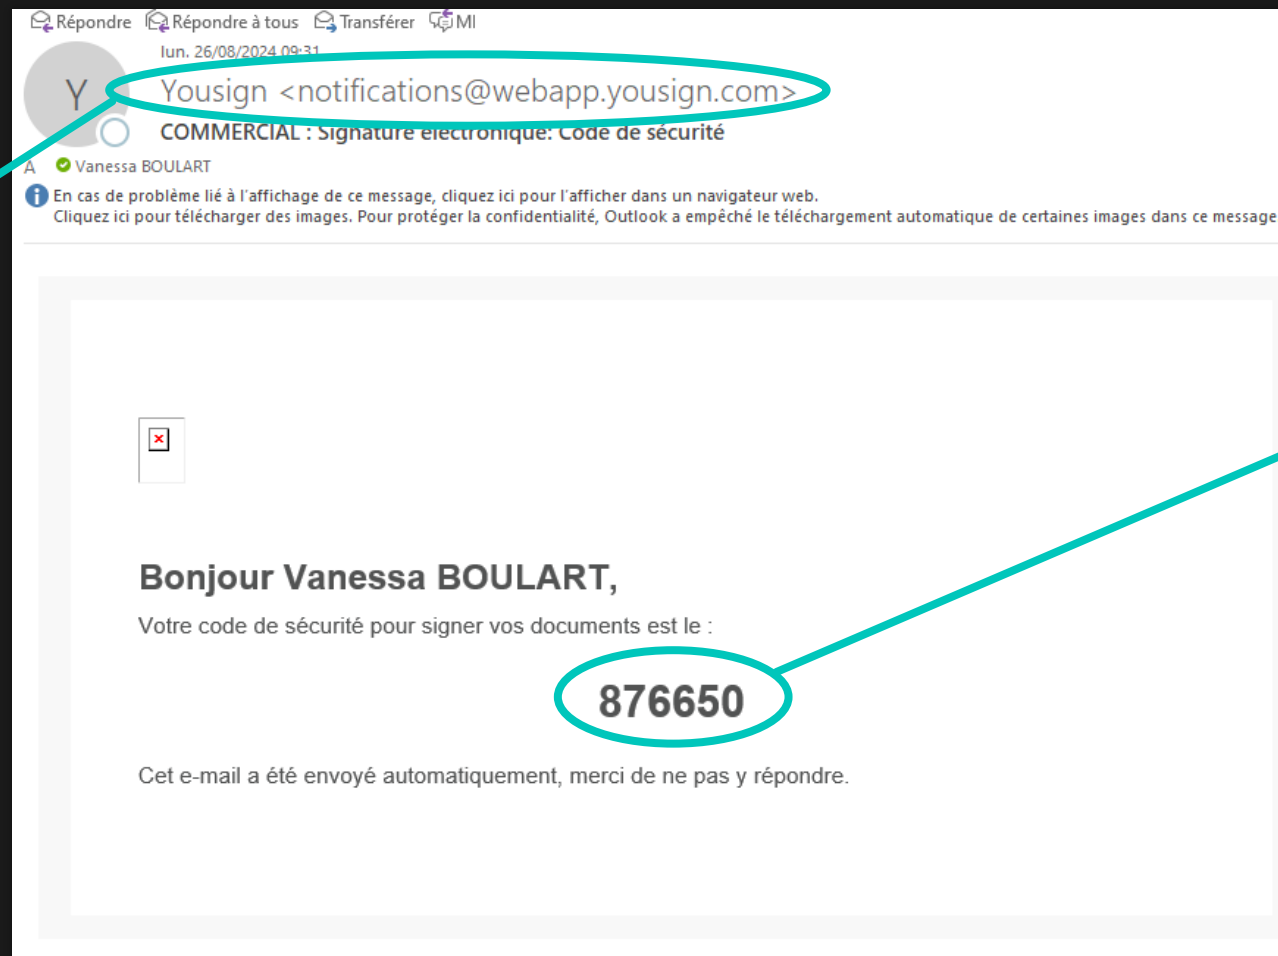 Répondre Répondre à tous Transférer MI
lun. 26/08/2024 09:31
Y
Yousign <notifications@webapp.yousign.com>
COMMERCIAL : Signature électronique: Code de sécurité
A Vanessa BOULART
En cas de problème lié à l'affichage de ce message, cliquez ici pour l'afficher dans un navigateur web.
Cliquez ici pour télécharger des images. Pour protéger la confidentialité, Outlook a empêché le téléchargement automatique de certaines images dans ce message
Bonjour Vanessa BOULART,
Votre code de sécurité pour signer vos documents est le :
876650
Cet e-mail a été envoyé automatiquement, merci de ne pas y répondre.